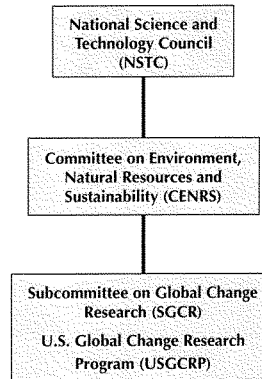 National Science and
Technology Council
(NSTC)
Committee on Environment,
Natural Resources and
Sustainability (CENRS)
Subcommittee on Global Change
Research (SGCR)
U.S. Global Change Research
Program (USGCRP)